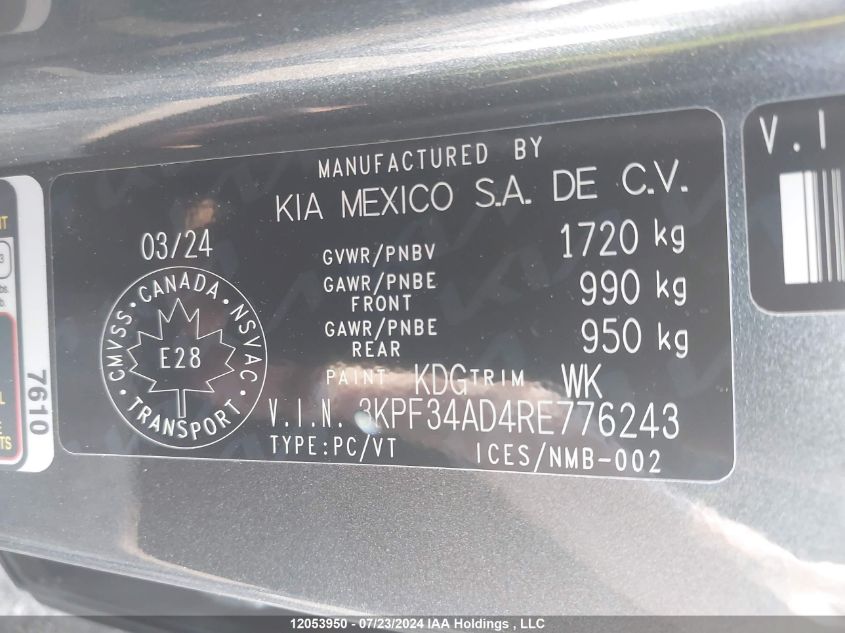 MANUFACTURED BY
KIA MEXICO S.A. DE C.V.
03/24
GVWR/PNBV 1720 kg
GAWR/PNBE FRONT 990 kg
GAWR/PNBE REAR 950 kg
PAINT KDG TRIM WK
V.I.N. 3KPF34AD4RE776243
TYPE:PC/VT ICES/NMB-002
CMVSS · CANADA · NSVAC · TRANSPORT ·
E28
7610
V.I
12053950 - 07/23/2024 IAA Holdings , LLC